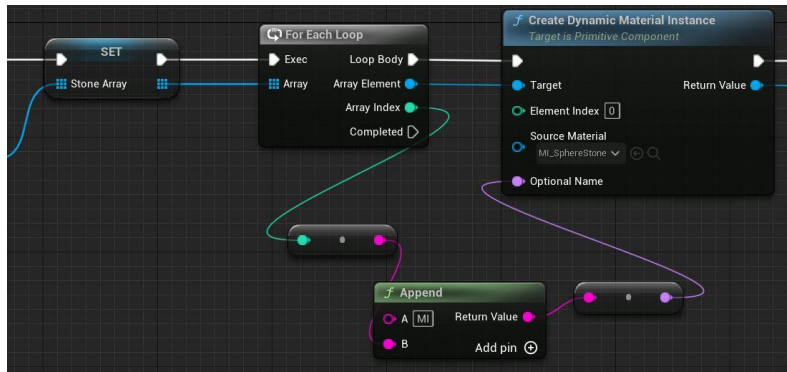 SET
Stone Array
For Each Loop
Exec
Loop Body
Array
Array Element
Array Index
Completed
f Create Dynamic Material Instance
Target is Primitive Component
Target
Return Value
Element Index 0
Source Material
MI_SphereStone
Optional Name
f Append
A MI
Return Value
B
Add pin